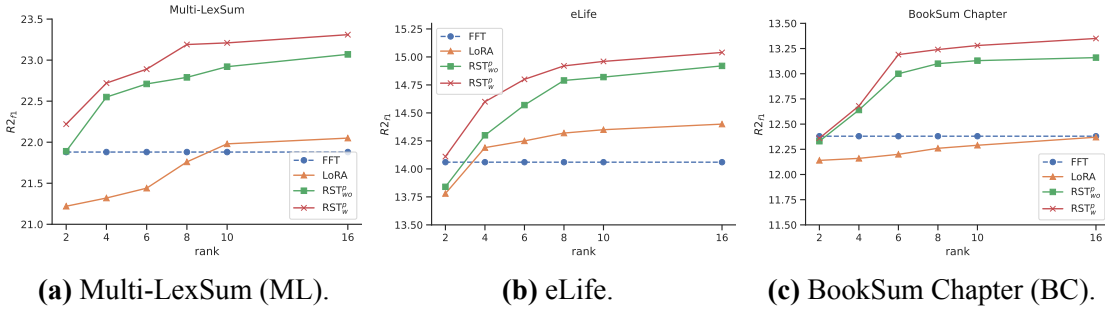 Multi-LexSum
23.5
23.0
22.5
22.0
21.5
21.0
R2f1
2 4 6 8 10 16
rank
FFT
LoRA
RST^p_wo
RST^p_w
(a) Multi-LexSum (ML).
eLife
15.00
14.75
14.50
14.25
14.00
13.75
13.50
R2f1
2 4 6 8 10 16
rank
FFT
LoRA
RST^p_wo
RST^p_w
(b) eLife.
BookSum Chapter
13.50
13.25
13.00
12.75
12.50
12.25
12.00
11.75
11.50
R2f1
2 4 6 8 10 16
rank
FFT
LoRA
RST^p_wo
RST^p_w
(c) BookSum Chapter (BC).